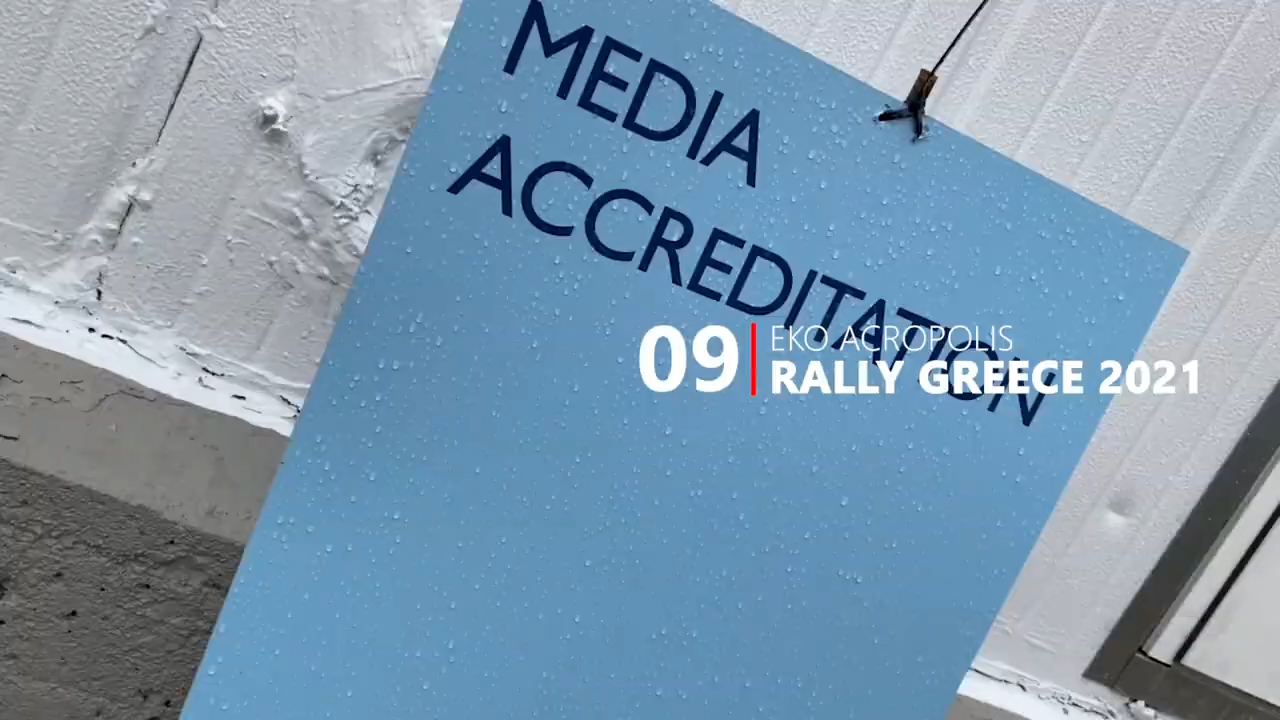 MEDIA
ACCREDITATION
09
EKO ACROPOLIS
RALLY GREECE 2021